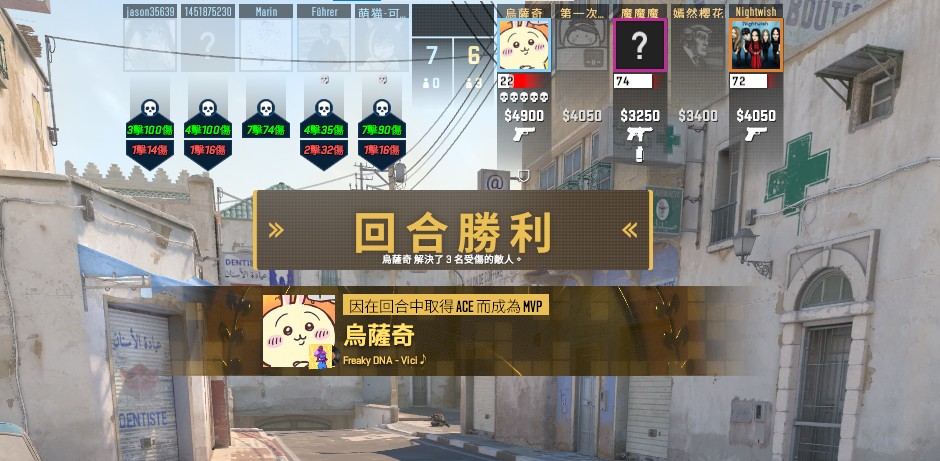 jason35639 1451875230 Marin Führer 萌猫-可... 烏薩奇 第一次... 魔魔魔 嫣然樱花 Nightwish
7 6
0 3
22 74 72
$4900 $4050 $3250 $3400 $4050
3擊100傷 4擊100傷 7擊74傷 4擊35傷 7擊90傷
1擊14傷 1擊16傷 2擊32傷 1擊16傷
@
回合勝利
烏薩奇 解決了 3 名受傷的敵人。
因在回合中取得 ACE 而成為 MVP
烏薩奇
Freaky DNA - Vici ♪
DENTISTE